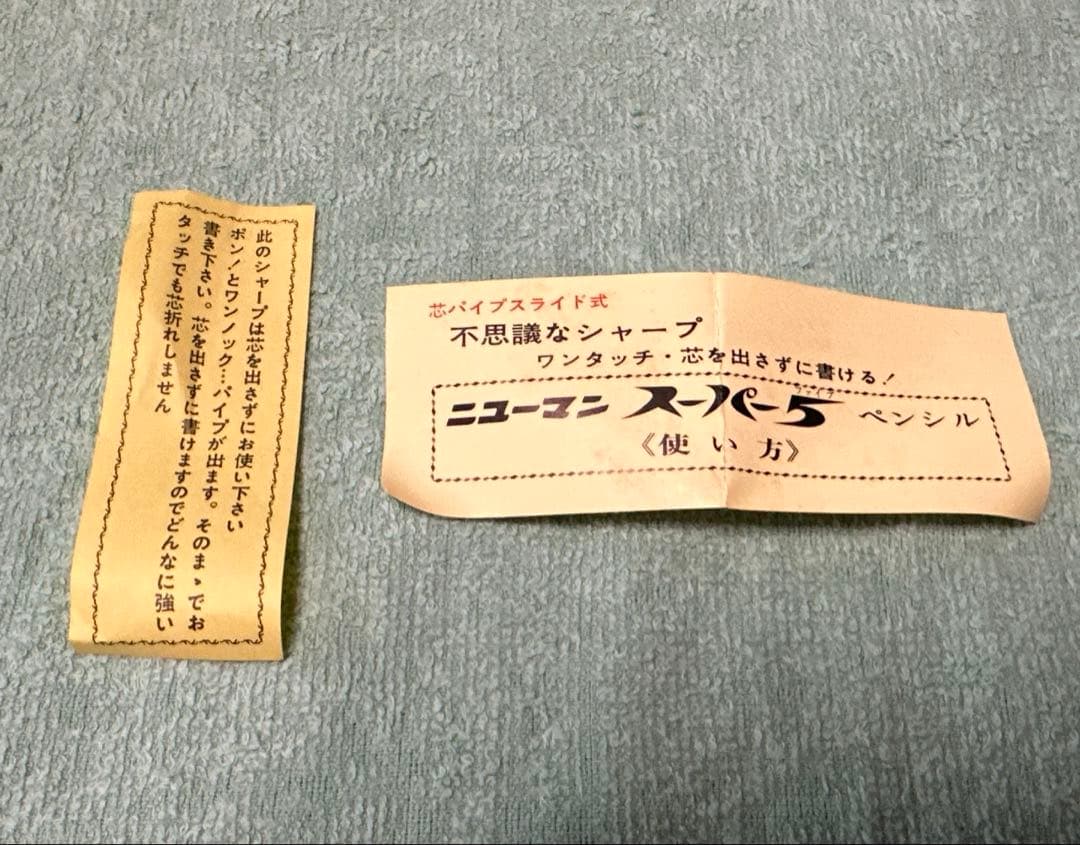 此のシャープは芯を出さずにお使い下さい
ポン！とワンノック…パイプが出ます。そのまゝでお
書き下さい。芯を出さずに書けますのでどんなに強い
タッチでも芯折れしません
芯パイプスライド式
不思議なシャープ
ワンタッチ・芯を出さずに書ける！
ニューマン スーパー5 ペンシル
《使い方》